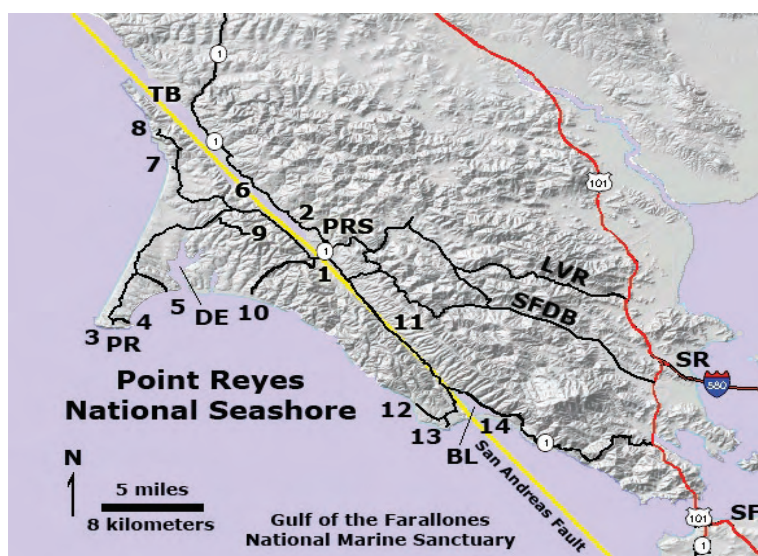 1
TB
8
1
7
101
6
2
PRS
9
1
LVR
1
5
DE
10
SFDB
3
4
PR
11
SR
580
Point Reyes
National Seashore
12
13
14
BL
1
San Andreas Fault
N
5 miles
8 kilometers
Gulf of the Farallones
National Marine Sanctuary
101
SF
1